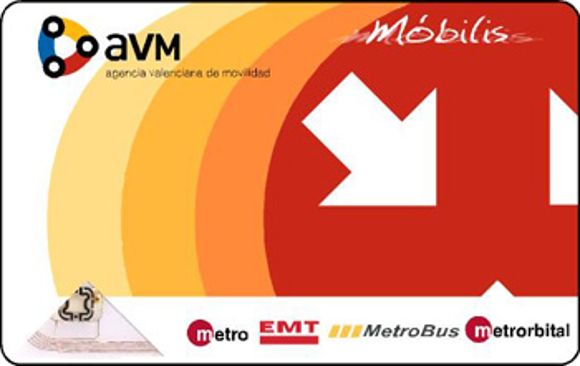 aVM
agencia valenciana de movilidad
Móbilis
metro
EMT
MetroBus
metrorbital